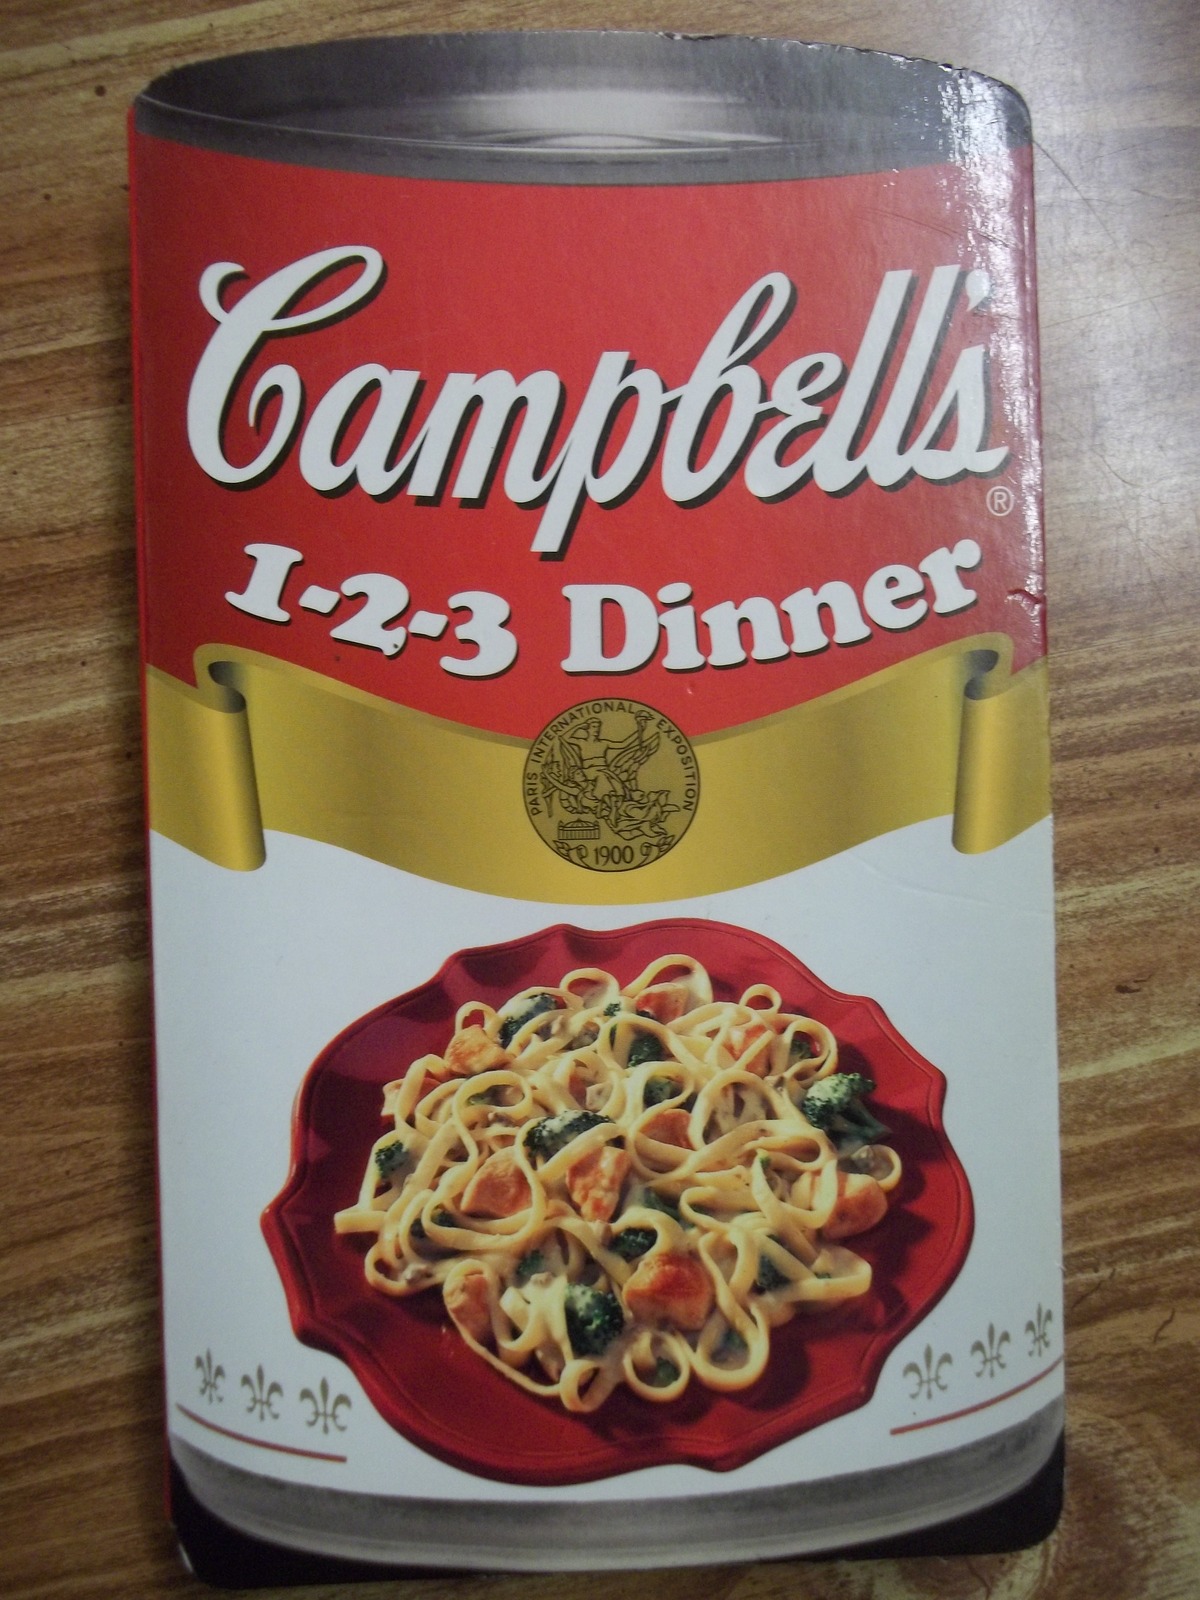 Campbell's®
1-2-3 Dinner
PARIS INTERNATIONAL EXPOSITION
1900